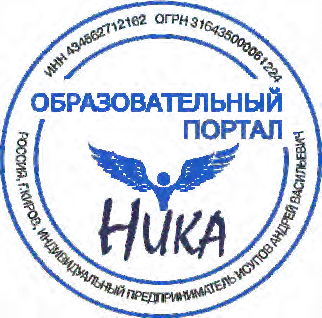 ИНН 434562712162 ОГРН 316435000061224
ОБРАЗОВАТЕЛЬНЫЙ
ПОРТАЛ
НИКА
РОССИЯ, Г.КИРОВ, ИНДИВИДУАЛЬНЫЙ ПРЕДПРИНИМАТЕЛЬ ИСУПОВ АНДРЕЙ ВАСИЛЬЕВИЧ